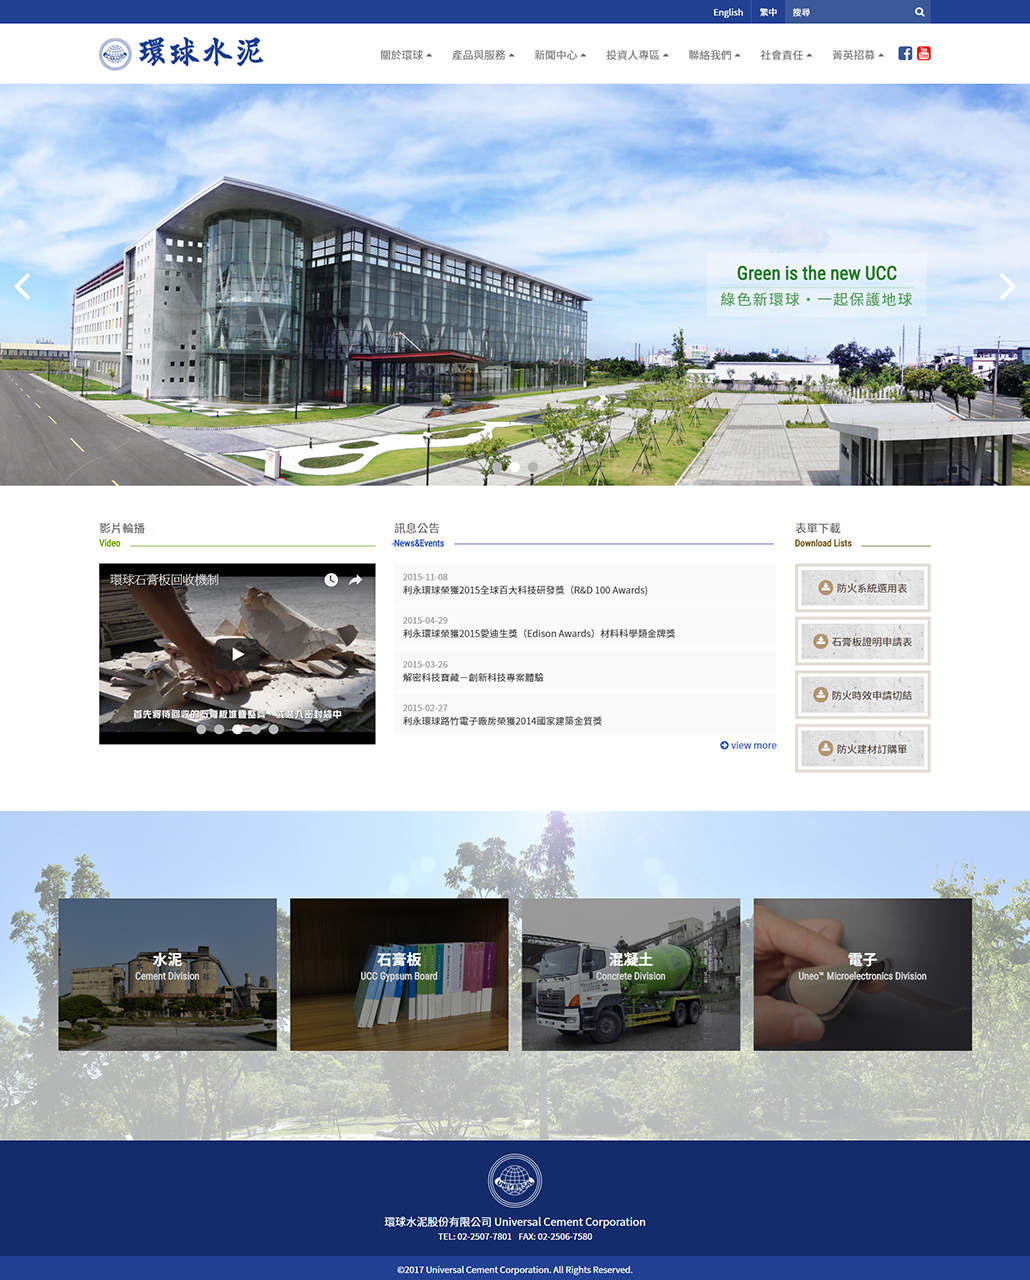 English 繁中 搜尋
環球水泥
關於環球 產品與服務 新聞中心 投資人專區 聯絡我們 社會責任 菁英招募
You Tube
Green is the new UCC
綠色新環球・一起保護地球
影片輪播
Video
環球石膏板回收機制
首先將待回收的石膏板堆疊整齊，或裝入密封袋中
訊息公告
News&Events
2015-11-08
利永環球榮獲2015全球百大科技研發獎（R&D 100 Awards)
2015-04-29
利永環球榮獲2015愛迪生獎（Edison Awards）材料科學類金牌獎
2015-03-26
解密科技寶藏－創新科技專案體驗
2015-02-27
利永環球路竹電子廠房榮獲2014國家建築金質獎
view more
表單下載
Download Lists
防火系統選用表
石膏板證明申請表
防火時效申請切結
防火建材訂購單
水泥
Cement Division
石膏板
UCC Gypsum Board
混凝土
Concrete Division
電子
Uneo™ Microelectronics Division
UNIVERSAL
環球水泥股份有限公司 Universal Cement Corporation
TEL: 02-2507-7801 FAX: 02-2506-7580
©2017 Universal Cement Corporation. All Rights Reserved.